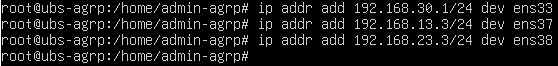 root@ubs-agrp:/home/admin-agrp# ip addr add 192.168.30.1/24 dev ens33
root@ubs-agrp:/home/admin-agrp# ip addr add 192.168.13.3/24 dev ens37
root@ubs-agrp:/home/admin-agrp# ip addr add 192.168.23.3/24 dev ens38
root@ubs-agrp:/home/admin-agrp#